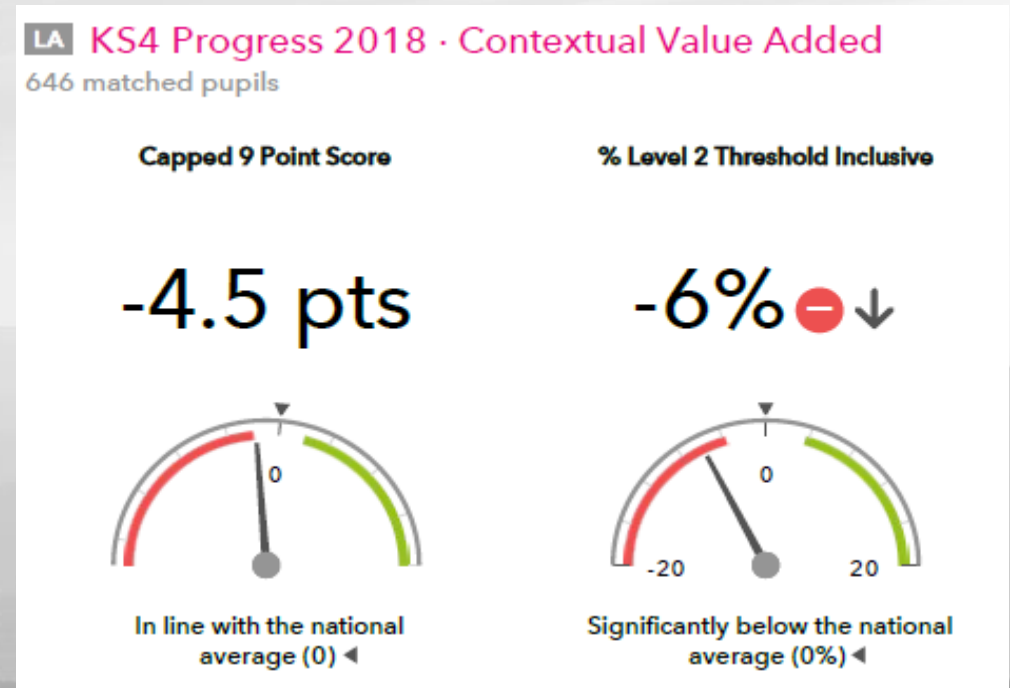 LA KS4 Progress 2018 · Contextual Value Added
646 matched pupils
Capped 9 Point Score
-4.5 pts
0
In line with the national
average (0)
% Level 2 Threshold Inclusive
-6%
0
-20 20
Significantly below the national
average (0%)